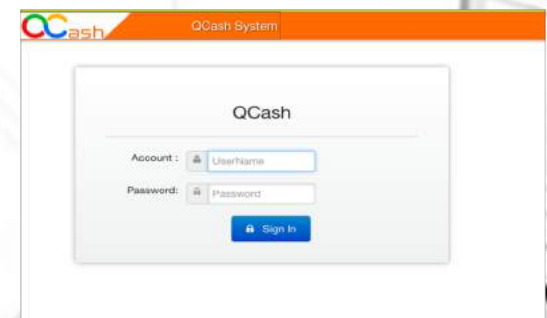 QCash
QCash System
QCash
Account :
UserName
Password:
Password
Sign In